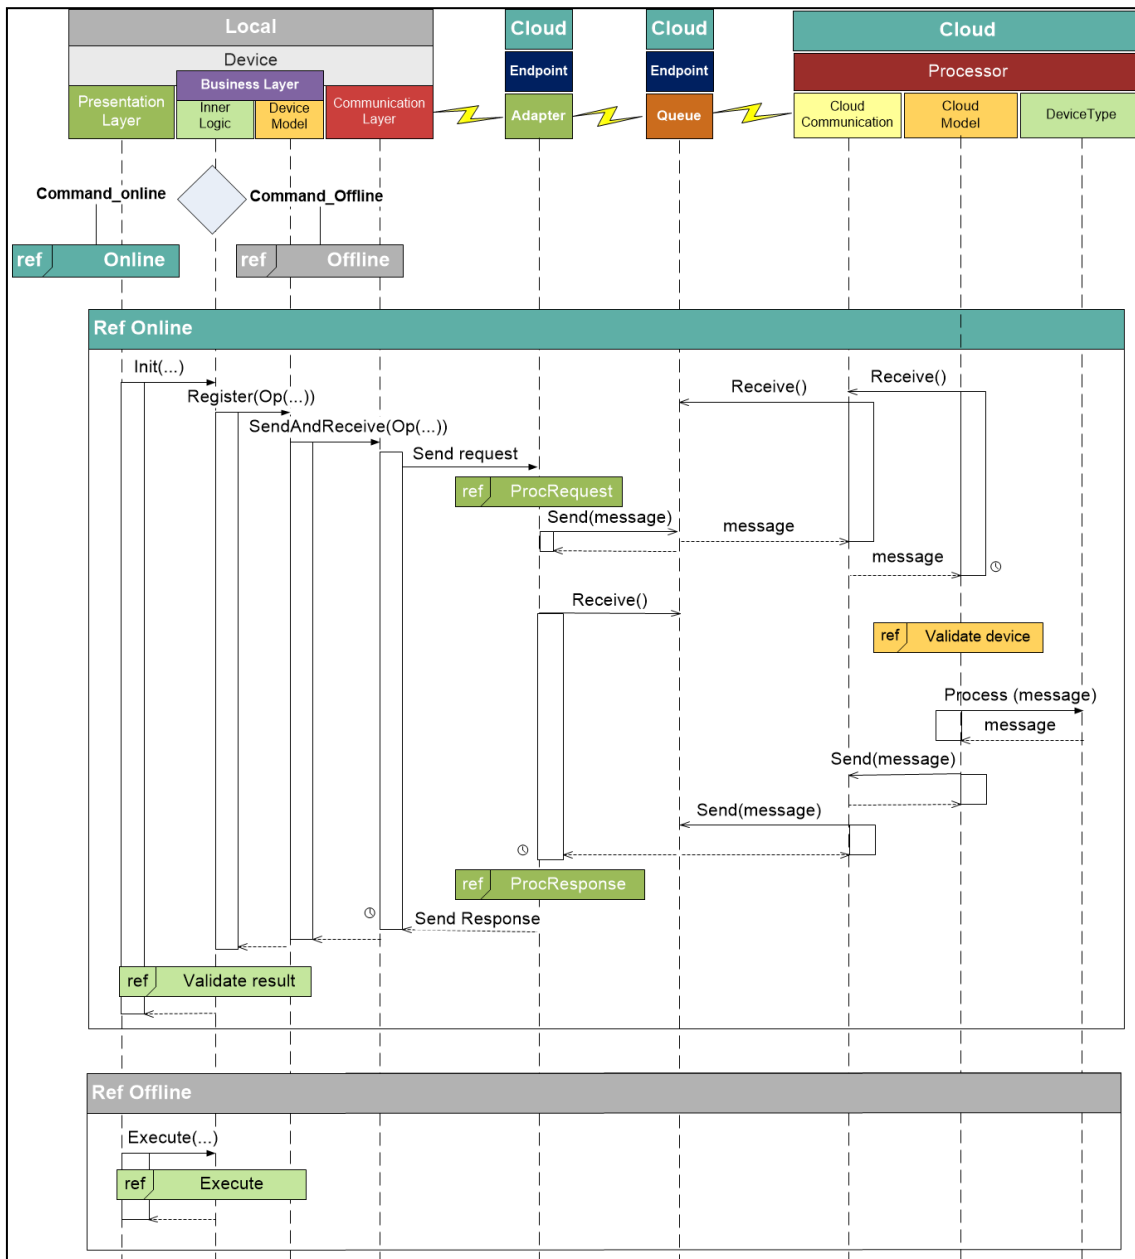 Local
Cloud
Cloud
Cloud
Device
Endpoint
Endpoint
Processor
Business Layer
Presentation
Layer
Inner
Logic
Device
Model
Communication
Layer
Adapter
Queue
Cloud
Communication
Cloud
Model
DeviceType
Command_online
Command_Offline
ref Online
ref Offline
Ref Online
Init(...)
Receive()
Receive()
Register(Op(...))
SendAndReceive(Op(...))
Send request
ref ProcRequest
Send(message)
message
message
Receive()
ref Validate device
Process (message)
message
Send(message)
Send(message)
ref ProcResponse
Send Response
ref Validate result
Ref Offline
Execute(...)
ref Execute